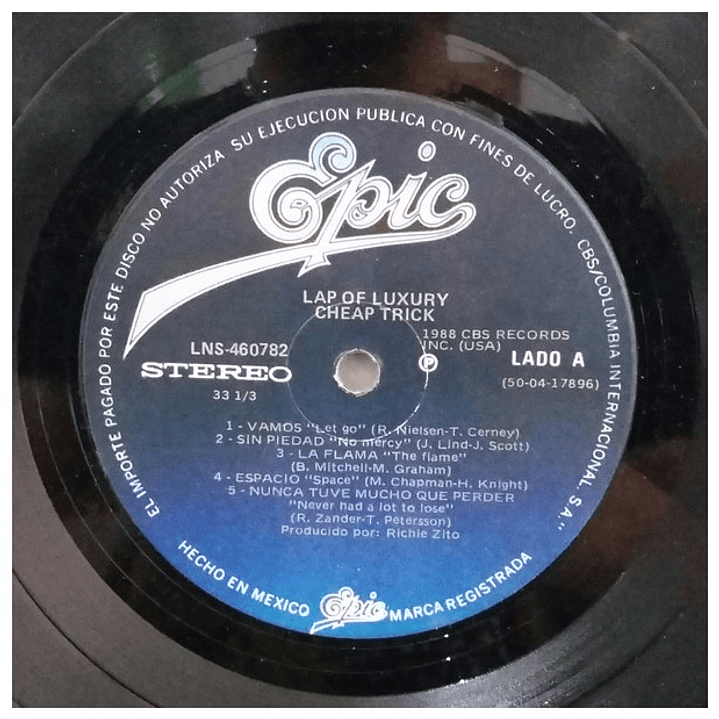 EL IMPORTE PAGADO POR ESTE DISCO NO AUTORIZA SU EJECUCION PUBLICA CON FINES DE LUCRO. CBS/COLUMBIA INTERNACIONAL, S.A."
Epic
LAP OF LUXURY
CHEAP TRICK
LNS-460782
STEREO
33 1/3
℗ 1988 CBS RECORDS
INC. (USA)
LADO A
(50-04-17896)
1 - VAMOS "Let go" (R. Nielsen-T. Cerney)
2 - SIN PIEDAD "No mercy" (J. Lind-J. Scott)
3 - LA FLAMA "The flame"
(B. Mitchell-M. Graham)
4 - ESPACIO "Space" (M. Chapman-H. Knight)
5 - NUNCA TUVE MUCHO QUE PERDER
"Never had a lot to lose"
(R. Zander-T. Petersson)
Producido por: Richie Zito
HECHO EN MEXICO Epic MARCA REGISTRADA